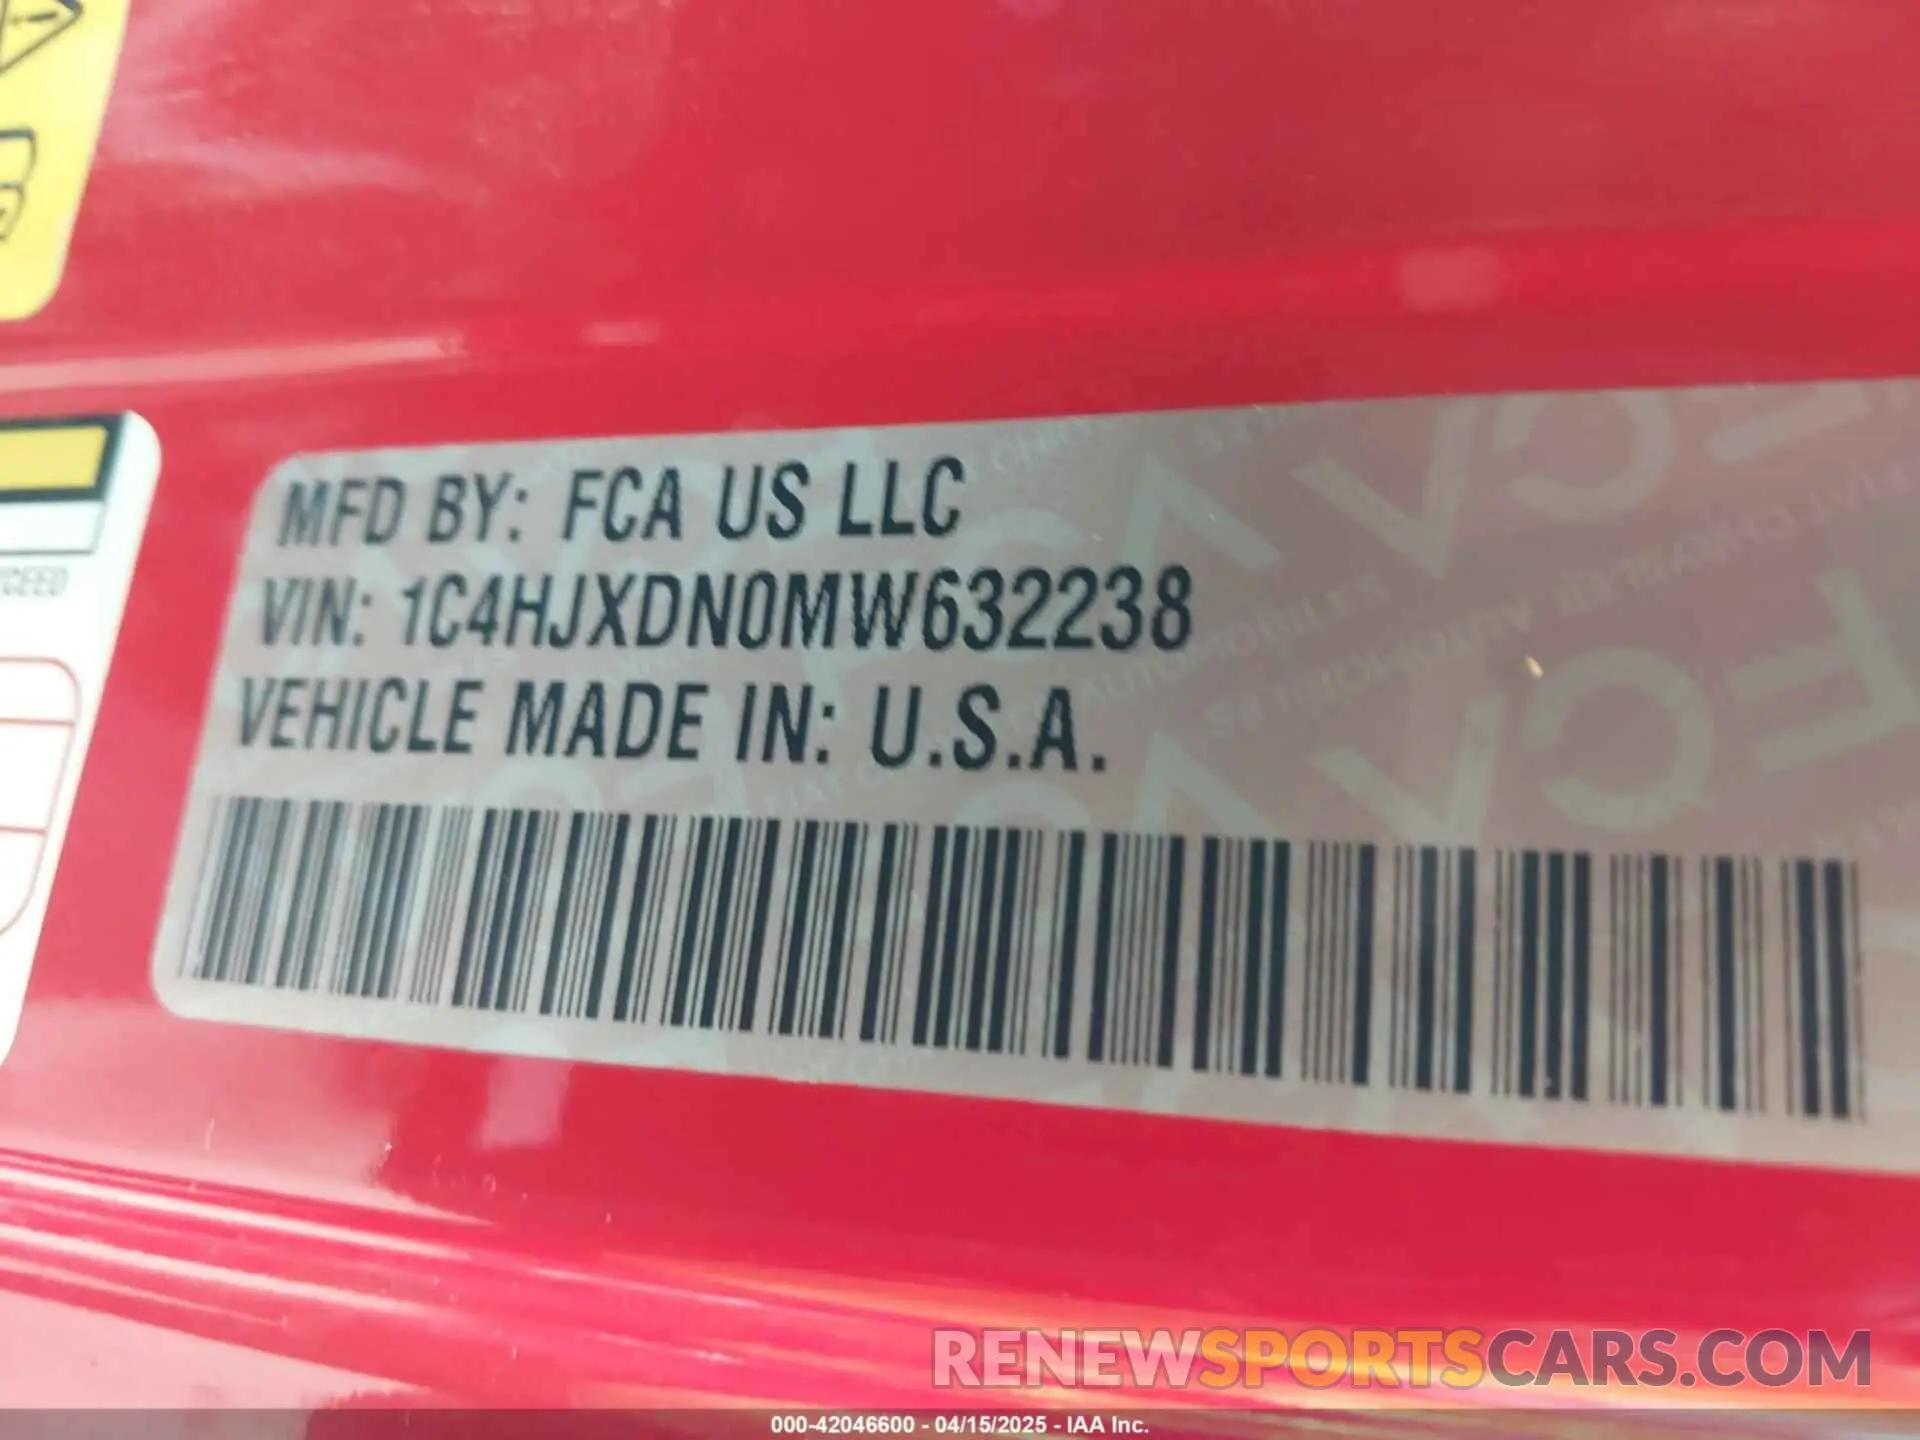 CEED
MFD BY: FCA US LLC
VIN: 1C4HJXDN0MW632238
VEHICLE MADE IN: U.S.A.
RENEWSPORTSCARS.COM
000-42046600 - 04/15/2025 - IAA Inc.